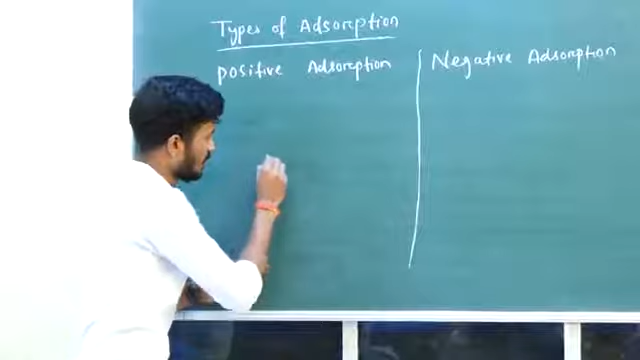 Types of Adsorption
positive Adsorption
Negative Adsorption